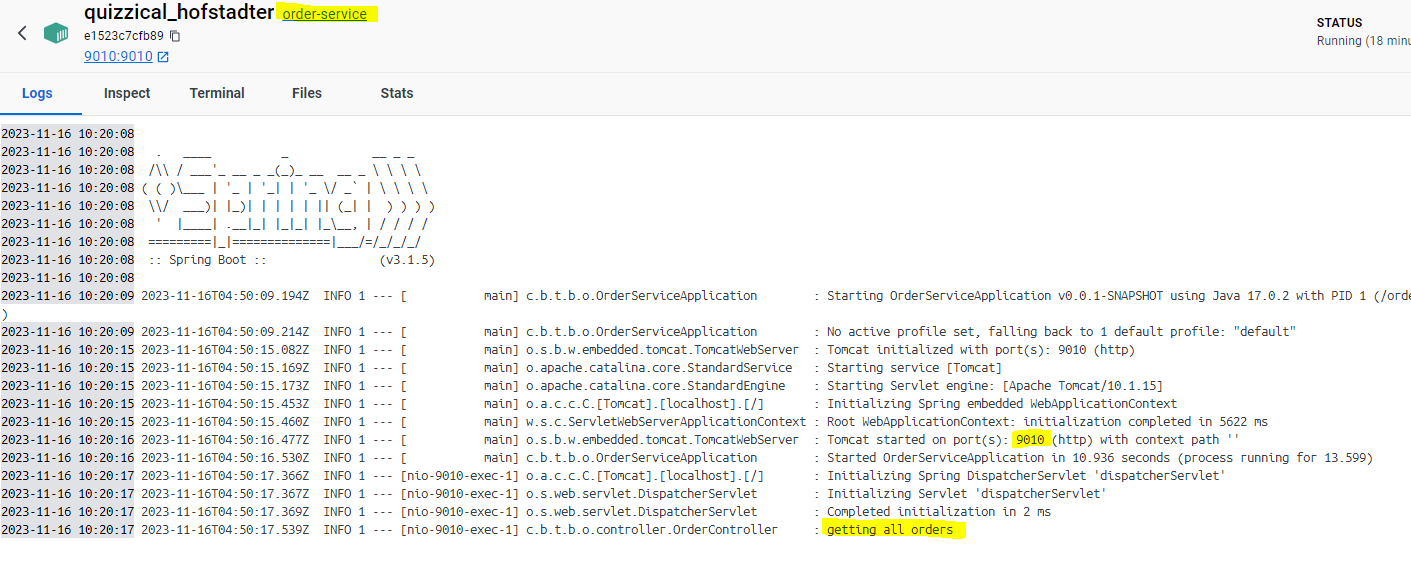 quizzical_hofstadter order-service
e1523c7cfb89
9010:9010
STATUS
Running (18 minu
Logs Inspect Terminal Files Stats
2023-11-16 10:20:08
2023-11-16 10:20:08   .   ____          _            __ _ _
2023-11-16 10:20:08  /\\ / ___'_ __ _ _(_)_ __  __ _ \ \ \ \
2023-11-16 10:20:08 ( ( )\___ | '_ | '_| | '_ \/ _` | \ \ \ \
2023-11-16 10:20:08  \\/  ___)| |_)| | | | | || (_| |  ) ) ) )
2023-11-16 10:20:08   '  |____| .__|_| |_|_| |_\__, | / / / /
2023-11-16 10:20:08  =========|_|==============|___/=/_/_/_/
2023-11-16 10:20:08  :: Spring Boot ::                (v3.1.5)
2023-11-16 10:20:08
2023-11-16 10:20:09 2023-11-16T04:50:09.194Z  INFO 1 --- [           main] c.b.t.b.o.OrderServiceApplication        : Starting OrderServiceApplication v0.0.1-SNAPSHOT using Java 17.0.2 with PID 1 (/orde
)
2023-11-16 10:20:09 2023-11-16T04:50:09.214Z  INFO 1 --- [           main] c.b.t.b.o.OrderServiceApplication        : No active profile set, falling back to 1 default profile: "default"
2023-11-16 10:20:15 2023-11-16T04:50:15.082Z  INFO 1 --- [           main] o.s.b.w.embedded.tomcat.TomcatWebServer  : Tomcat initialized with port(s): 9010 (http)
2023-11-16 10:20:15 2023-11-16T04:50:15.169Z  INFO 1 --- [           main] o.apache.catalina.core.StandardService   : Starting service [Tomcat]
2023-11-16 10:20:15 2023-11-16T04:50:15.173Z  INFO 1 --- [           main] o.apache.catalina.core.StandardEngine    : Starting Servlet engine: [Apache Tomcat/10.1.15]
2023-11-16 10:20:15 2023-11-16T04:50:15.453Z  INFO 1 --- [           main] o.a.c.c.C.[Tomcat].[localhost].[/]       : Initializing Spring embedded WebApplicationContext
2023-11-16 10:20:15 2023-11-16T04:50:15.460Z  INFO 1 --- [           main] w.s.c.ServletWebServerApplicationContext : Root WebApplicationContext: initialization completed in 5622 ms
2023-11-16 10:20:16 2023-11-16T04:50:16.477Z  INFO 1 --- [           main] o.s.b.w.embedded.tomcat.TomcatWebServer  : Tomcat started on port(s): 9010 (http) with context path ''
2023-11-16 10:20:16 2023-11-16T04:50:16.530Z  INFO 1 --- [           main] c.b.t.b.o.OrderServiceApplication        : Started OrderServiceApplication in 10.936 seconds (process running for 13.599)
2023-11-16 10:20:17 2023-11-16T04:50:17.366Z  INFO 1 --- [nio-9010-exec-1] o.a.c.c.C.[Tomcat].[localhost].[/]       : Initializing Spring DispatcherServlet 'dispatcherServlet'
2023-11-16 10:20:17 2023-11-16T04:50:17.367Z  INFO 1 --- [nio-9010-exec-1] o.s.web.servlet.DispatcherServlet        : Initializing Servlet 'dispatcherServlet'
2023-11-16 10:20:17 2023-11-16T04:50:17.369Z  INFO 1 --- [nio-9010-exec-1] o.s.web.servlet.DispatcherServlet        : Completed initialization in 2 ms
2023-11-16 10:20:17 2023-11-16T04:50:17.539Z  INFO 1 --- [nio-9010-exec-1] c.b.t.b.o.controller.OrderController     : getting all orders